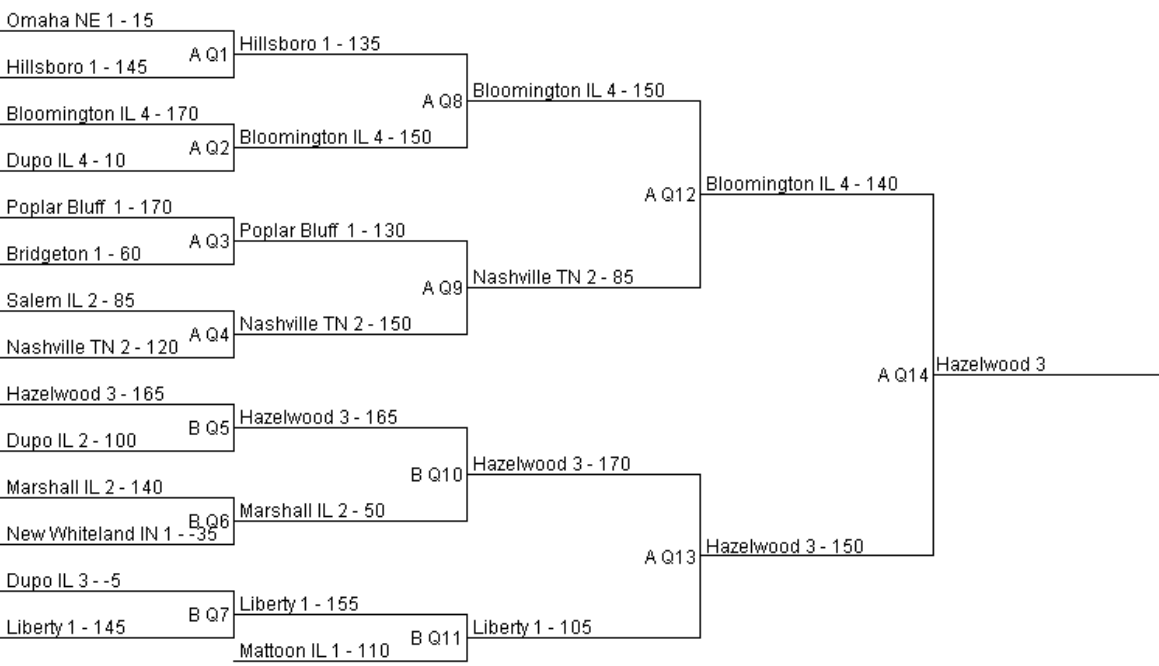 Omaha NE 1 - 15
A Q1
Hillsboro 1 - 145
Hillsboro 1 - 135
Bloomington IL 4 - 170
A Q2
Dupo IL 4 - 10
Bloomington IL 4 - 150
A Q8
Bloomington IL 4 - 150
Poplar Bluff 1 - 170
A Q3
Bridgeton 1 - 60
Poplar Bluff 1 - 130
Salem IL 2 - 85
A Q4
Nashville TN 2 - 120
Nashville TN 2 - 150
A Q9
Nashville TN 2 - 85
A Q12
Bloomington IL 4 - 140
Hazelwood 3 - 165
B Q5
Dupo IL 2 - 100
Hazelwood 3 - 165
Marshall IL 2 - 140
B Q6
New Whiteland IN 1 - -35
Marshall IL 2 - 50
B Q10
Hazelwood 3 - 170
Dupo IL 3 - -5
B Q7
Liberty 1 - 145
Liberty 1 - 155
Mattoon IL 1 - 110
B Q11
Liberty 1 - 105
A Q13
Hazelwood 3 - 150
A Q14
Hazelwood 3